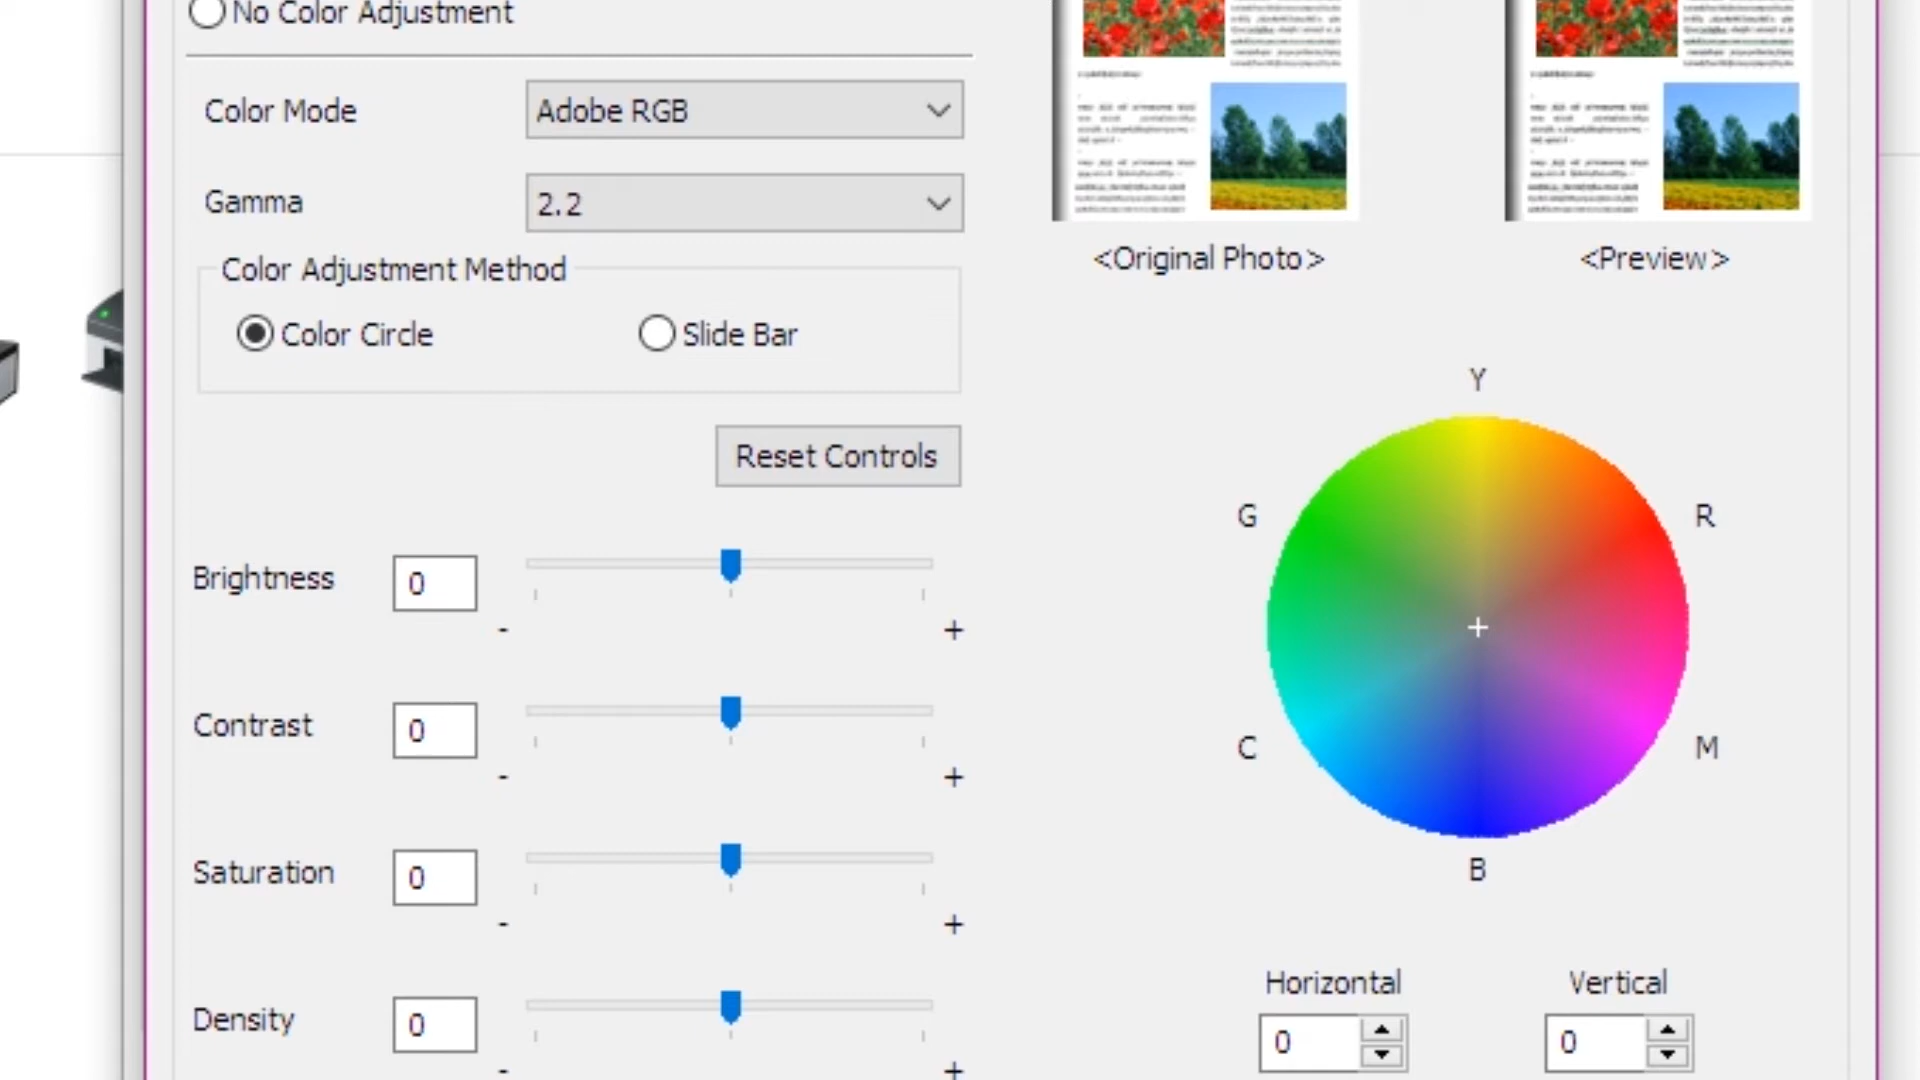 No Color Adjustment
Color Mode
Adobe RGB
Gamma
2.2
Color Adjustment Method
Color Circle
Slide Bar
Reset Controls
Brightness
0
-
+
Contrast
0
-
+
Saturation
0
-
+
Density
0
-
+
<Original Photo>
<Preview>
Y
G
R
C
M
B
Horizontal
Vertical
0
0